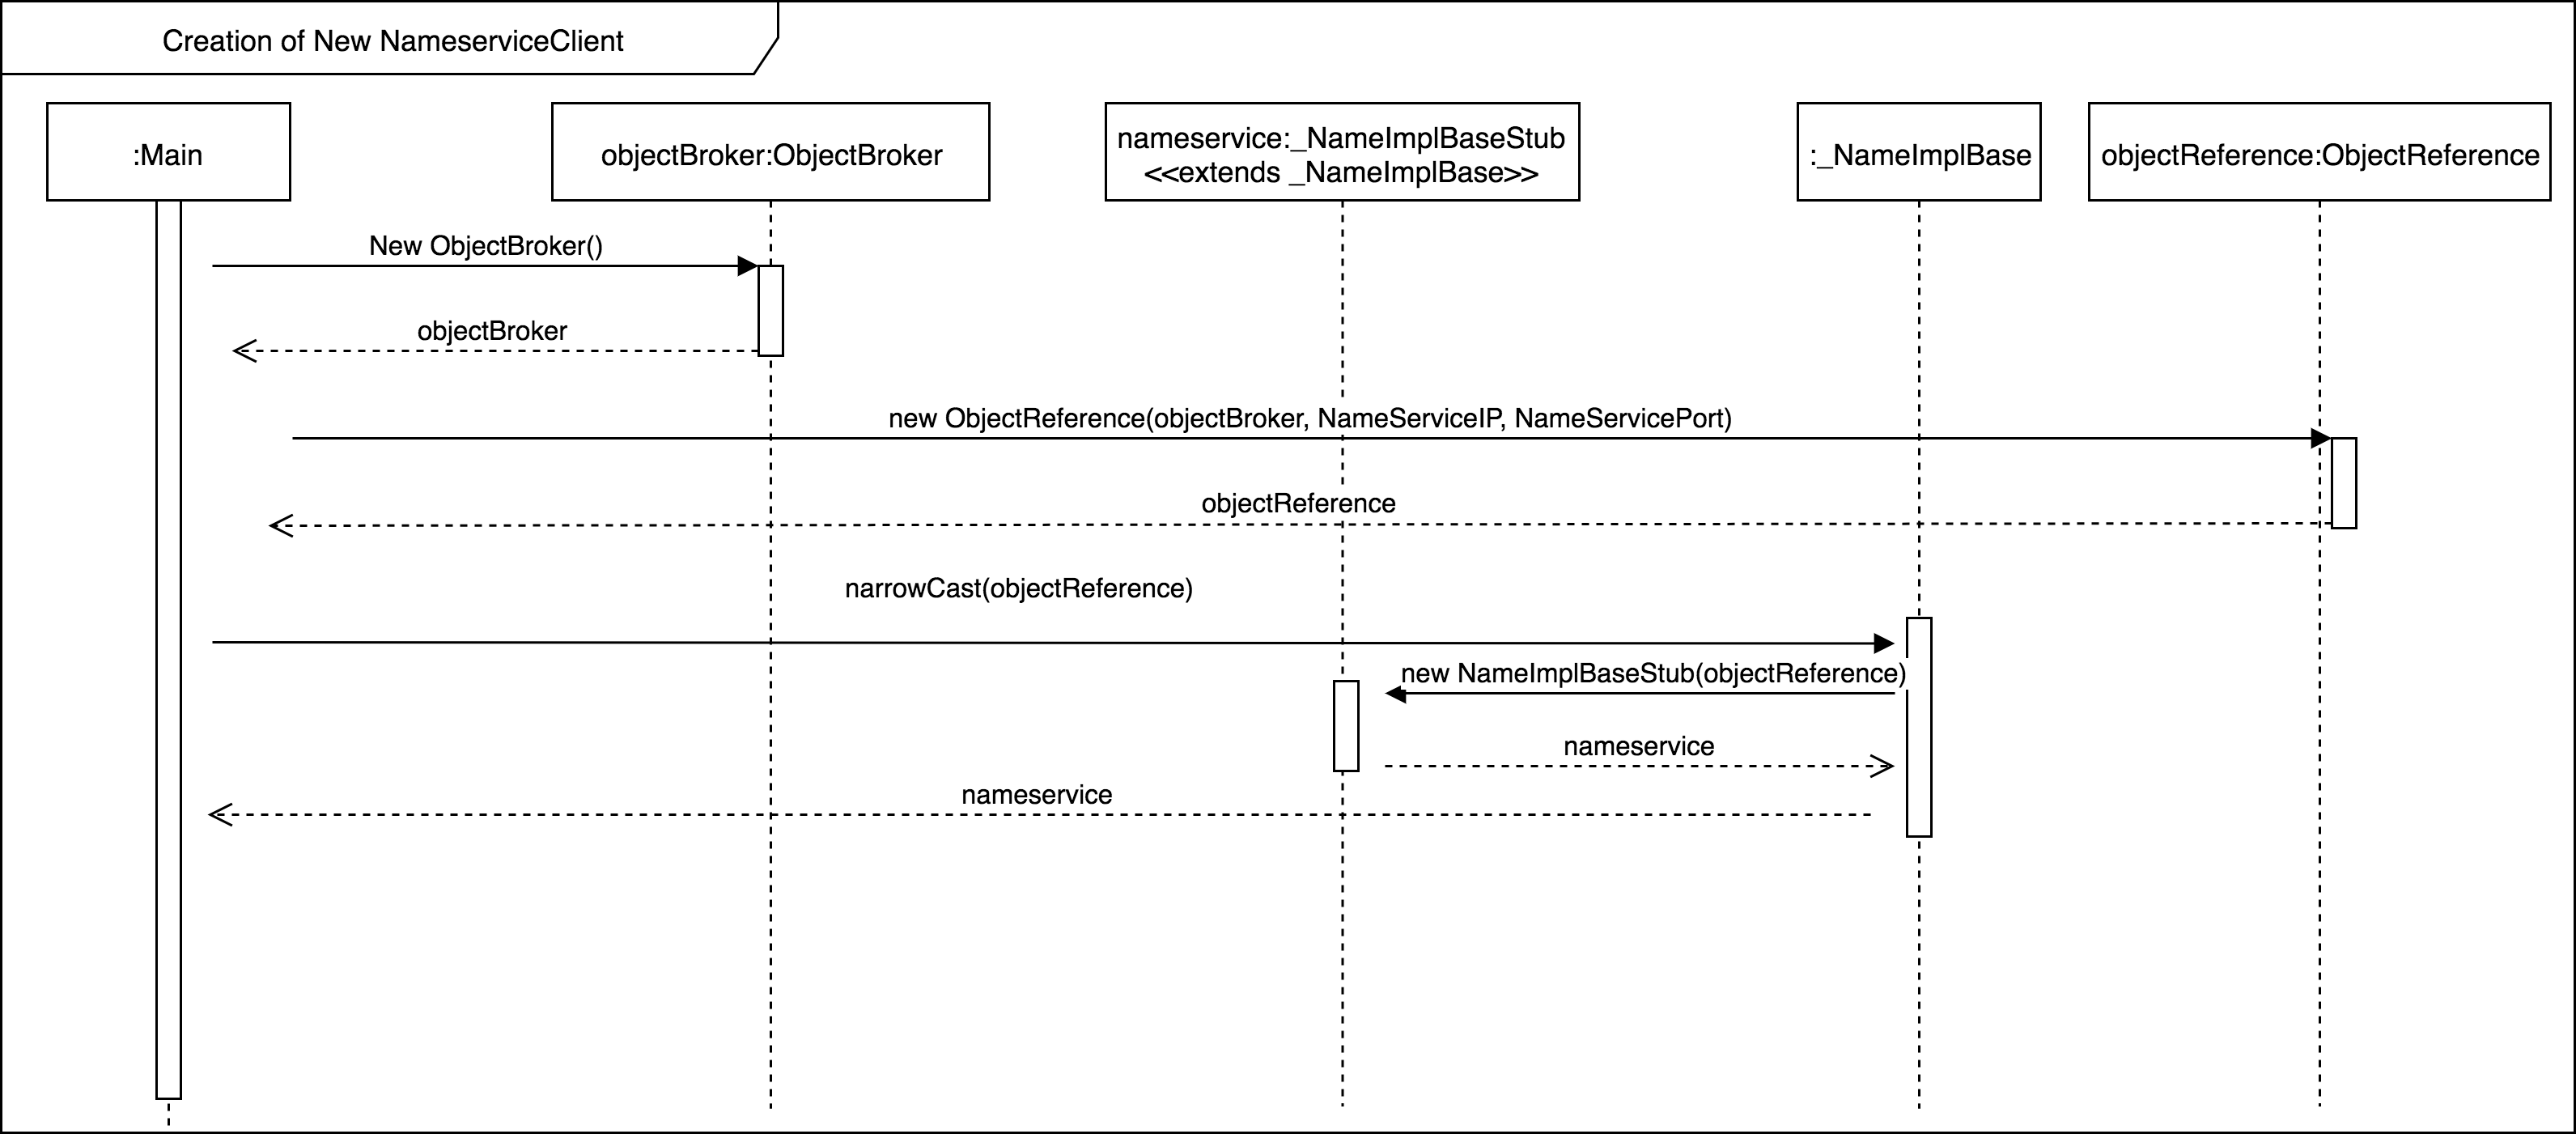 Creation of New NameserviceClient
:Main
objectBroker:ObjectBroker
nameservice:_NameImplBaseStub
<<extends _NameImplBase>>
:_NameImplBase
objectReference:ObjectReference
New ObjectBroker()
objectBroker
new ObjectReference(objectBroker, NameServiceIP, NameServicePort)
objectReference
narrowCast(objectReference)
new NameImplBaseStub(objectReference)
nameservice
nameservice